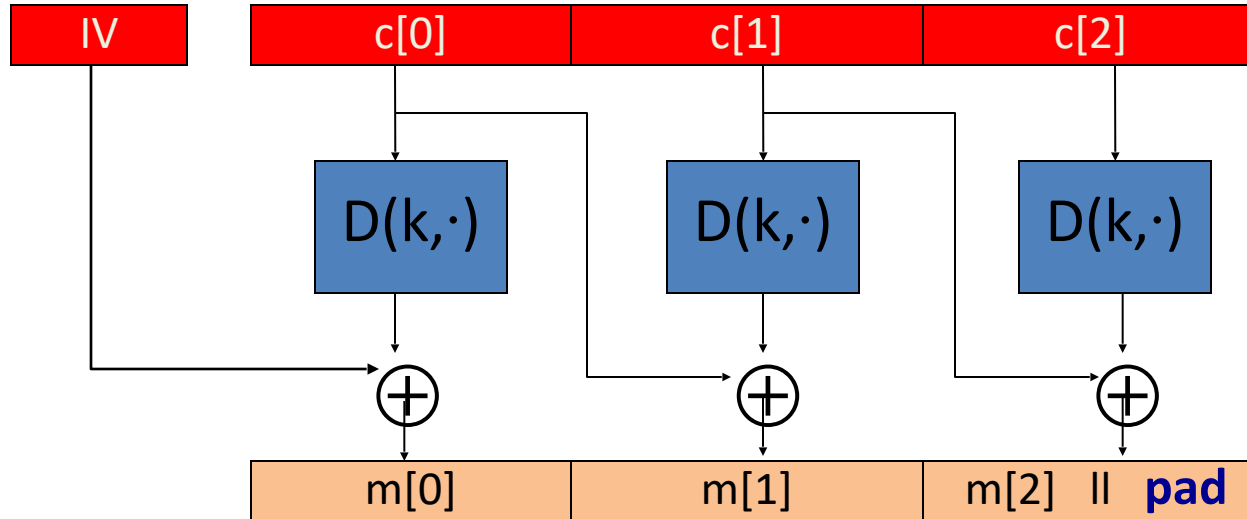 IV c[0] c[1] c[2]
D(k,·) D(k,·) D(k,·)
m[0] m[1] m[2] ll pad